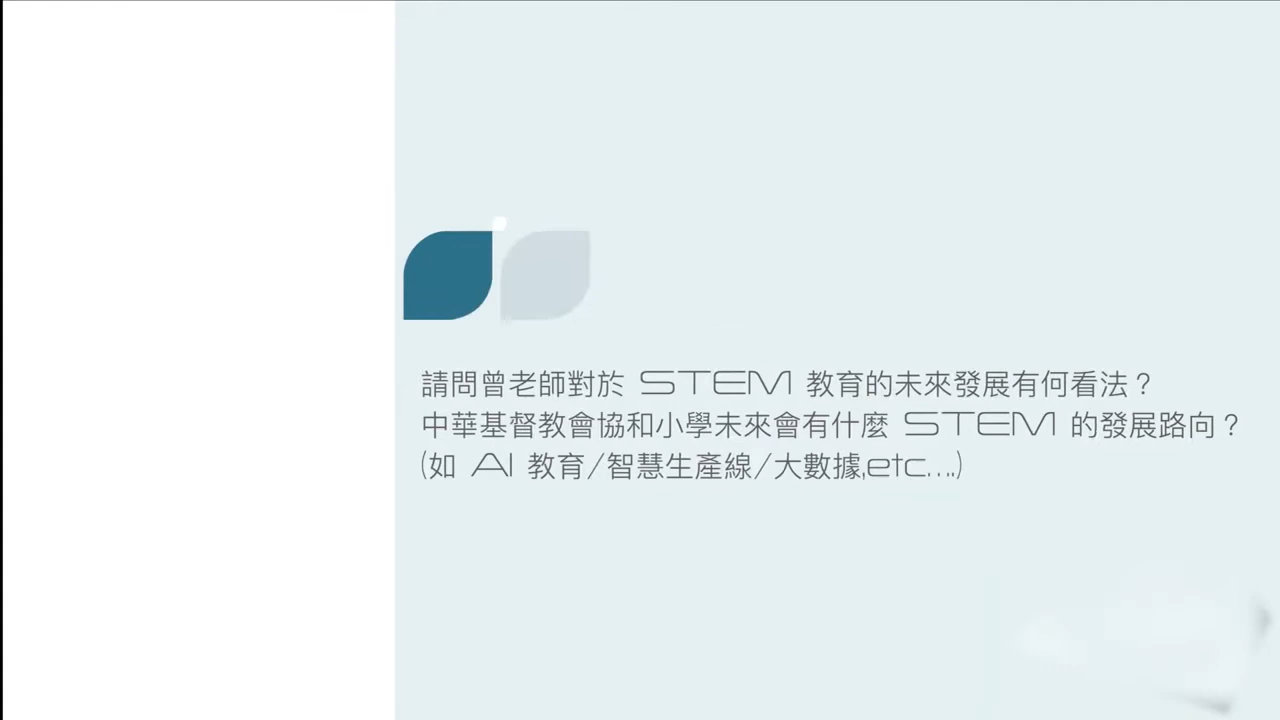 請問曾老師對於 STEM 教育的未來發展有何看法？
中華基督教會協和小學未來會有什麼 STEM 的發展路向？
(如 AI 教育/智慧生產線/大數據,etc....)